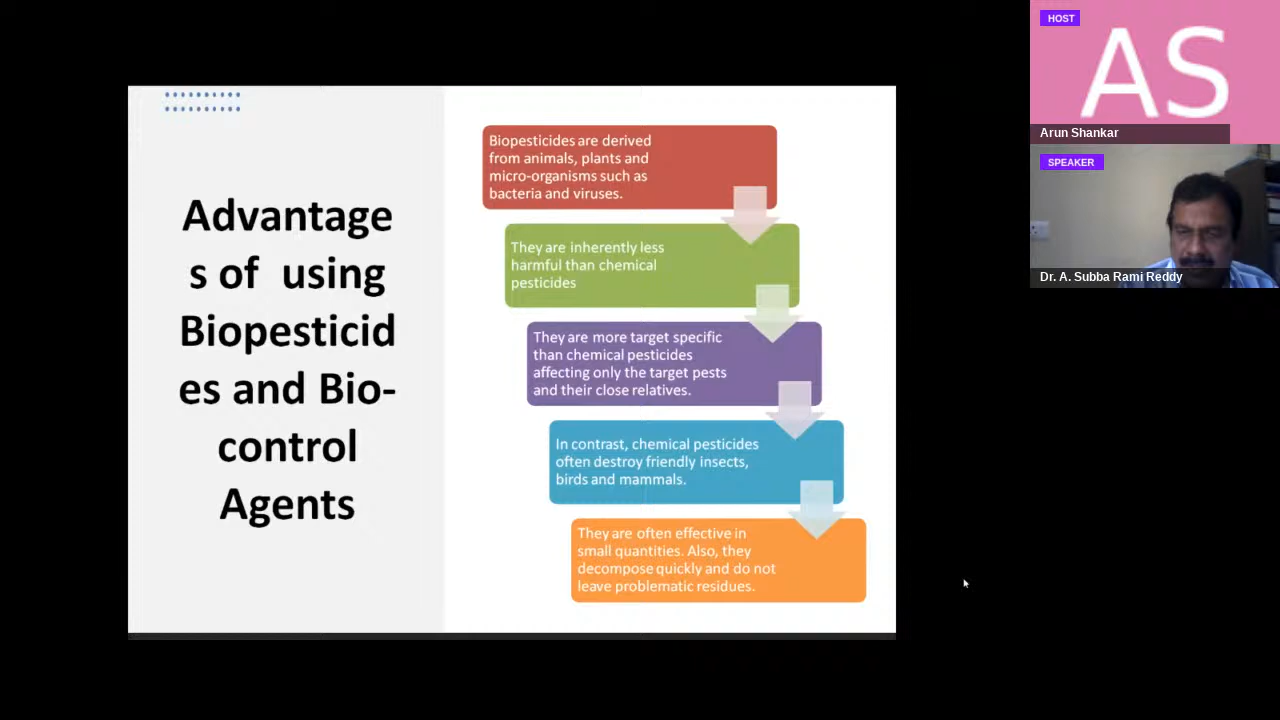 Advantage
s of  using
Biopesticid
es and Bio-
control
Agents
Biopesticides are derived
from animals, plants and
micro-organisms such as
bacteria and viruses.
They are inherently less
harmful than chemical
pesticides
They are more target specific
than chemical pesticides
affecting only the target pests
and their close relatives.
In contrast, chemical pesticides
often destroy friendly insects,
birds and mammals.
They are often effective in
small quantities. Also, they
decompose quickly and do not
leave problematic residues.
HOST
AS
Arun Shankar
SPEAKER
Dr. A. Subba Rami Reddy